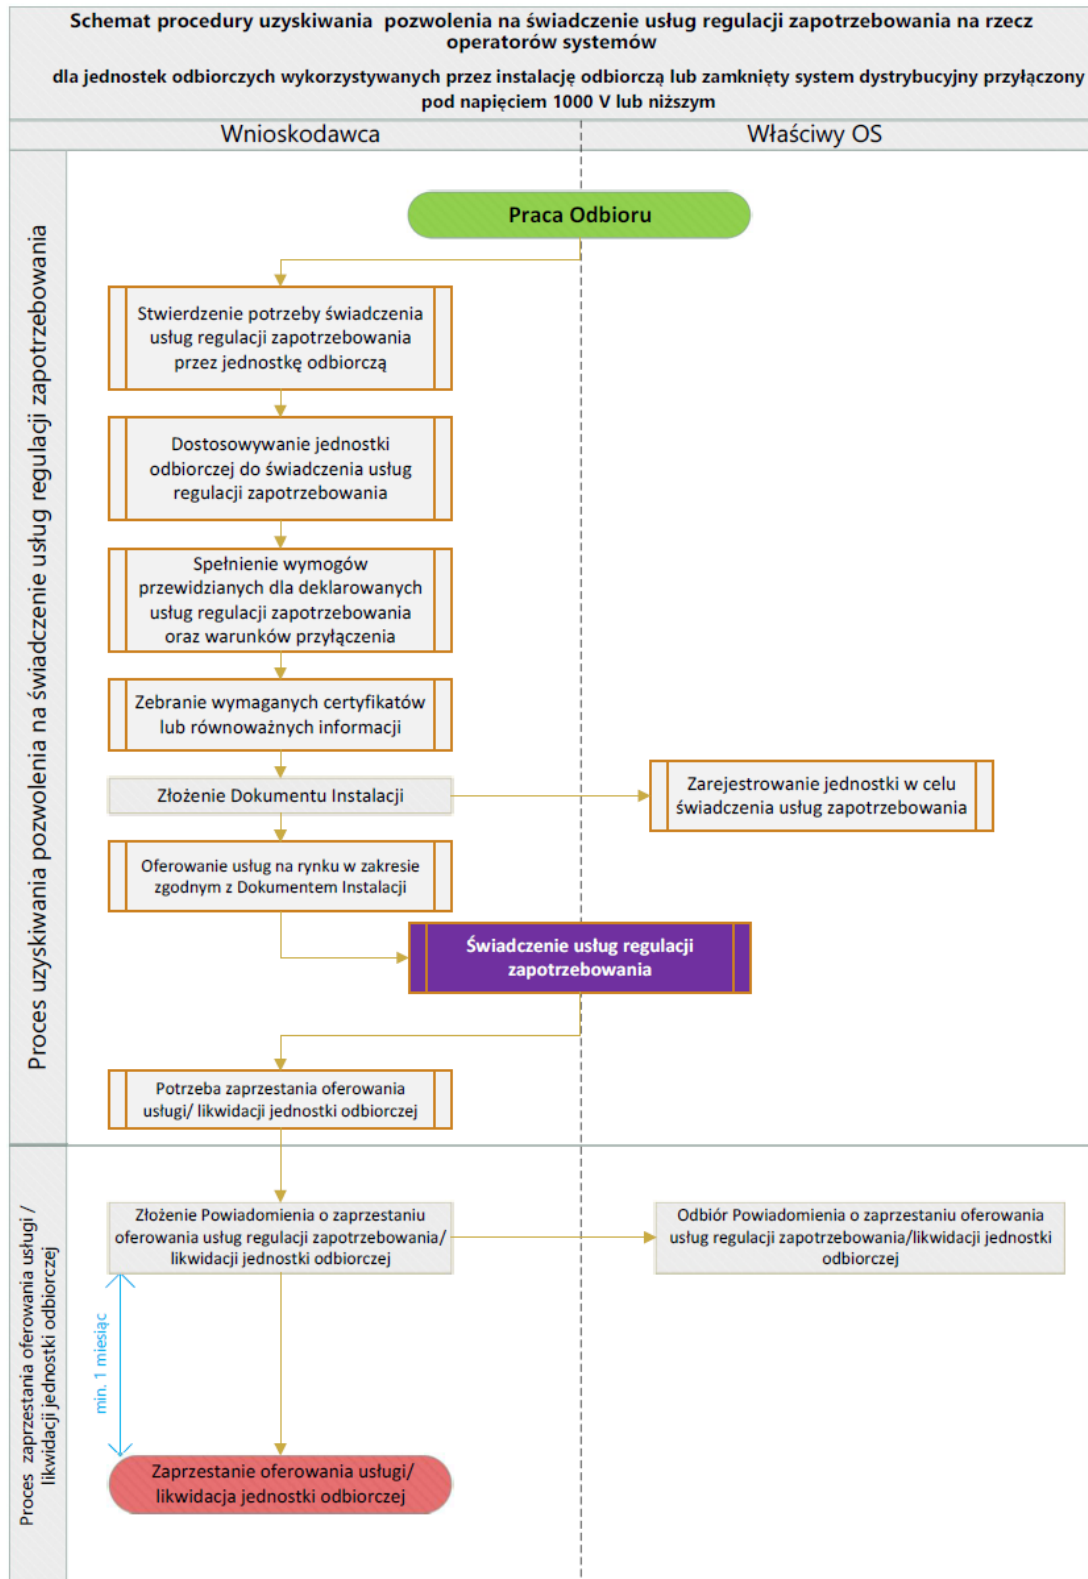 Schemat procedury uzyskiwania pozwolenia na świadczenie usług regulacji zapotrzebowania na rzecz
operatorów systemów
dla jednostek odbiorczych wykorzystywanych przez instalację odbiorczą lub zamknięty system dystrybucyjny przyłączony
pod napięciem 1000 V lub niższym
Wnioskodawca
Właściwy OS
Proces uzyskiwania pozwolenia na świadczenie usług regulacji zapotrzebowania
Praca Odbioru
Stwierdzenie potrzeby świadczenia
usług regulacji zapotrzebowania
przez jednostkę odbiorczą
Dostosowywanie jednostki
odbiorczej do świadczenia usług
regulacji zapotrzebowania
Spełnienie wymogów
przewidzianych dla deklarowanych
usług regulacji zapotrzebowania
oraz warunków przyłączenia
Zebranie wymaganych certyfikatów
lub równoważnych informacji
Złożenie Dokumentu Instalacji
Zarejestrowanie jednostki w celu
świadczenia usług zapotrzebowania
Oferowanie usług na rynku w zakresie
zgodnym z Dokumentem Instalacji
Świadczenie usług regulacji
zapotrzebowania
Potrzeba zaprzestania oferowania
usługi/ likwidacji jednostki odbiorczej
Proces zaprzestania oferowania usługi /
likwidacji jednostki odbiorczej
Złożenie Powiadomienia o zaprzestaniu
oferowania usług regulacji zapotrzebowania/
likwidacji jednostki odbiorczej
Odbiór Powiadomienia o zaprzestaniu oferowania
usług regulacji zapotrzebowania/likwidacji jednostki
odbiorczej
min. 1 miesiąc
Zaprzestanie oferowania usługi/
likwidacja jednostki odbiorczej